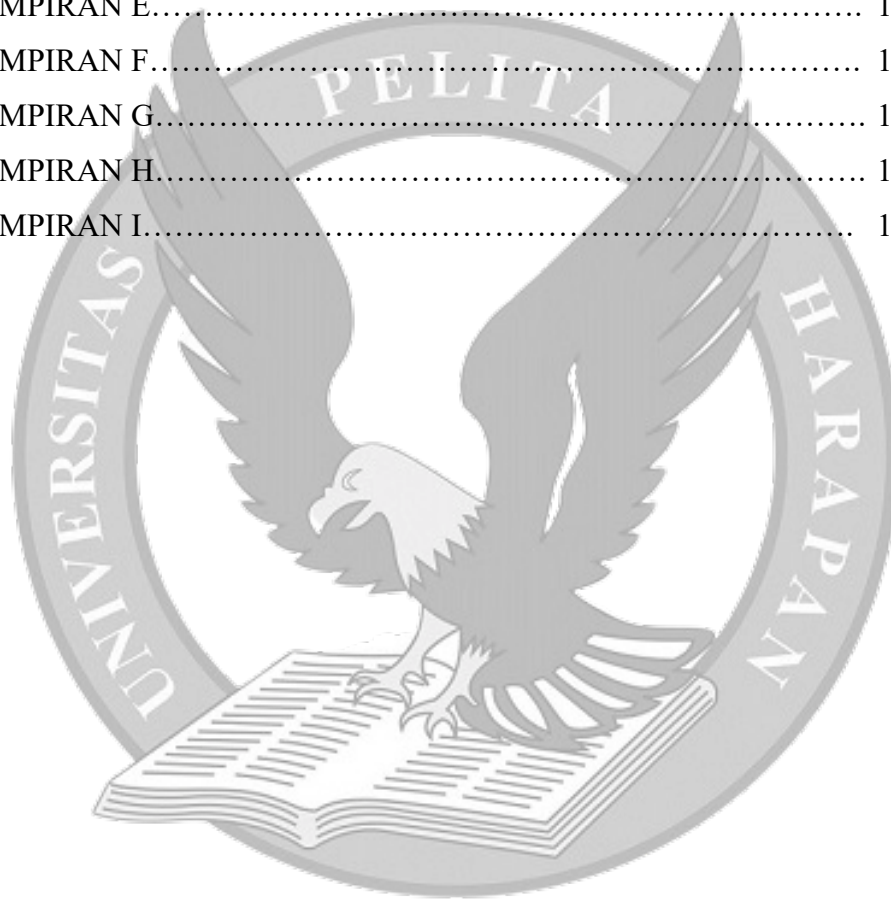 MPIRAN E…………………………………………………………. 1
MPIRAN F…………………………………………………………. 1
MPIRAN G…………………………………………………………. 1
MPIRAN H…………………………………………………………. 1
MPIRAN I…………………………………………………………. 1
UNIVERSITAS PELITA HARAPAN